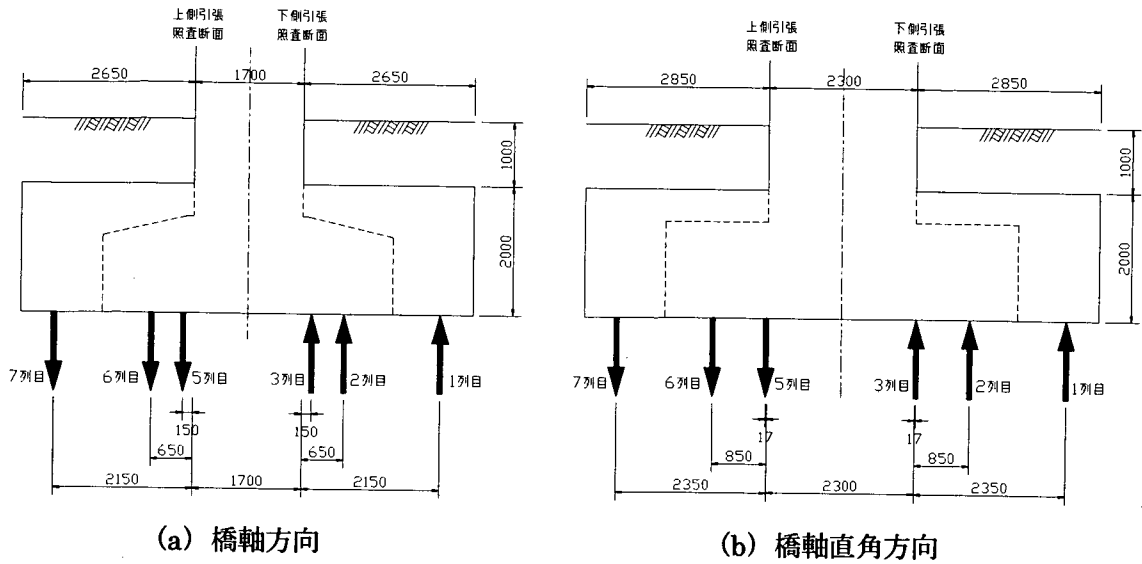 上側引張
照査断面
下側引張
照査断面
2650
1700
2650
1000
2000
7列目
6列目
5列目
3列目
2列目
1列目
150
150
650
650
2150
1700
2150
(a) 橋軸方向
上側引張
照査断面
下側引張
照査断面
2850
2300
2850
1000
2000
7列目
6列目
5列目
3列目
2列目
1列目
17
17
850
850
2350
2300
2350
(b) 橋軸直角方向